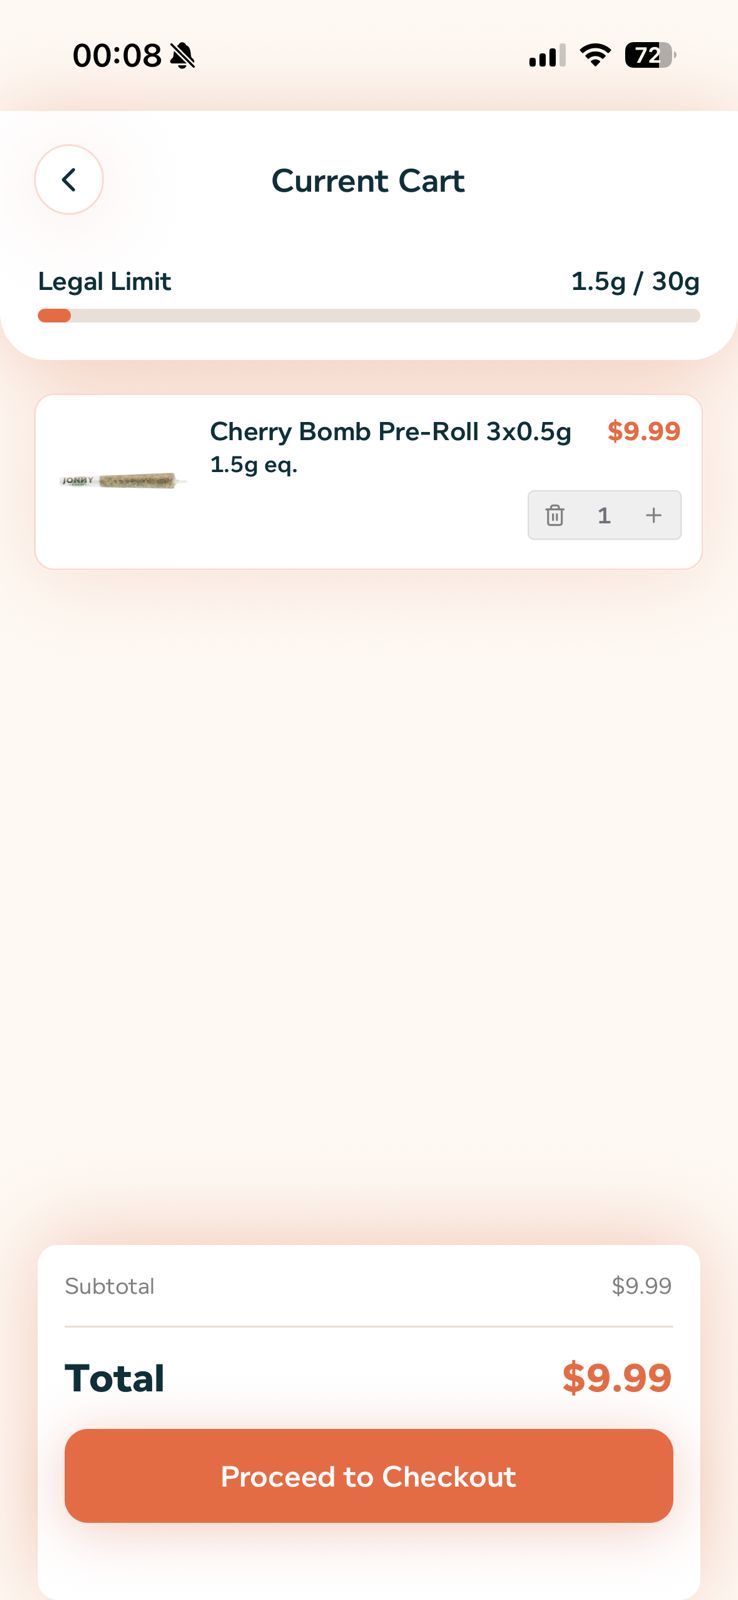 00:08
72
Current Cart
Legal Limit 1.5g / 30g
JONNY
Cherry Bomb Pre-Roll 3x0.5g $9.99
1.5g eq.
1 +
Subtotal $9.99
Total $9.99
Proceed to Checkout